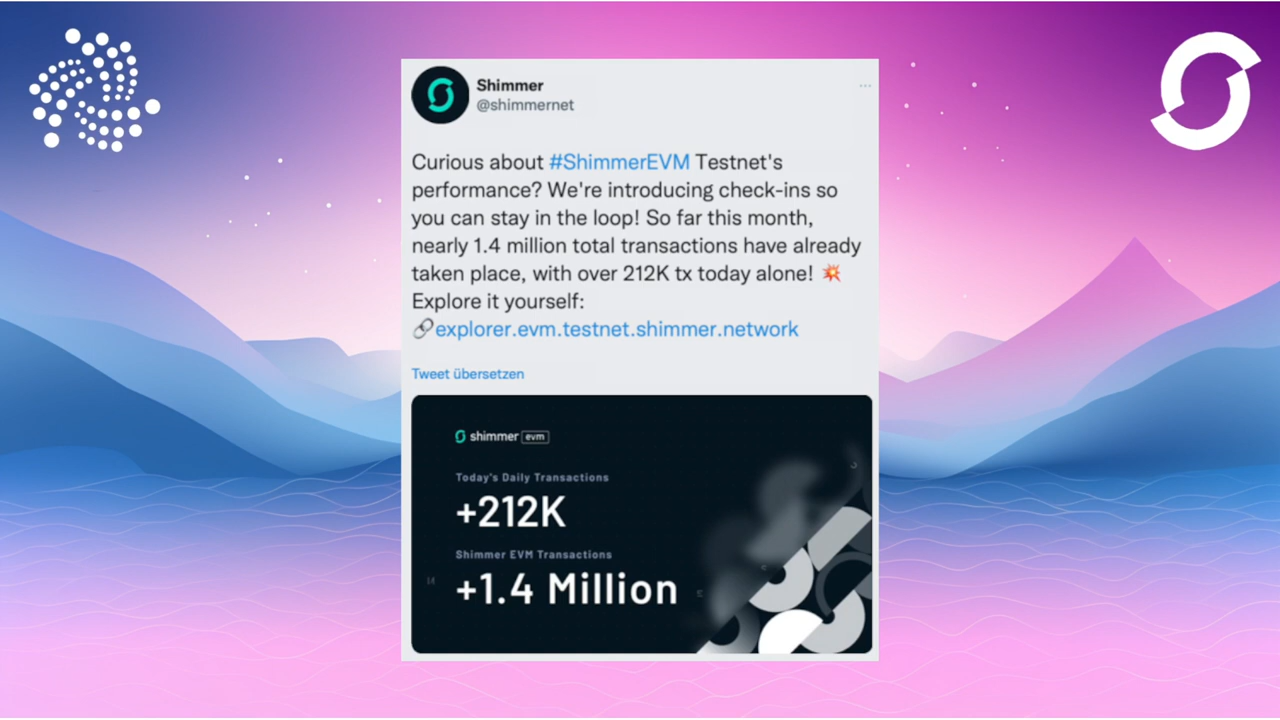 Shimmer
@shimmernet
Curious about #ShimmerEVM Testnet's
performance? We're introducing check-ins so
you can stay in the loop! So far this month,
nearly 1.4 million total transactions have already
taken place, with over 212K tx today alone! 💥
Explore it yourself:
🔗explorer.evm.testnet.shimmer.network
Tweet übersetzen
shimmer evm
Today's Daily Transactions
+212K
Shimmer EVM Transactions
+1.4 Million